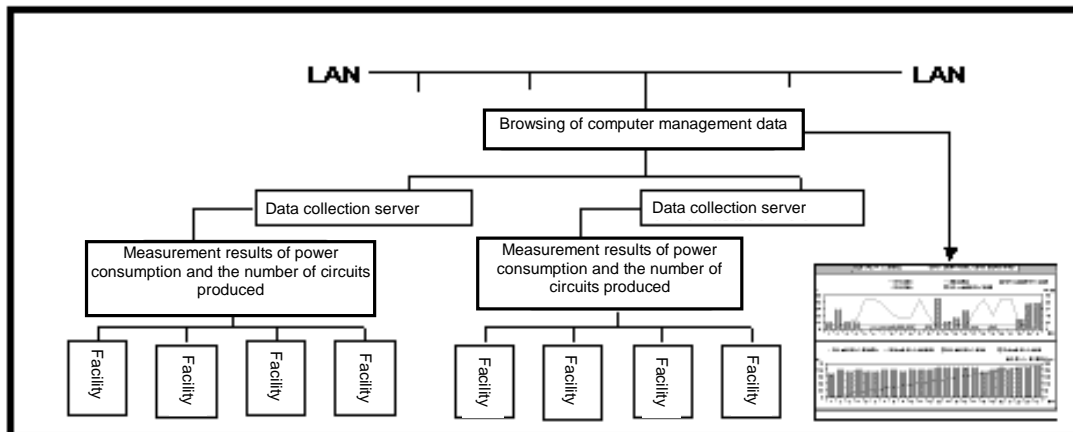 LAN LAN
Browsing of computer management data
Data collection server
Data collection server
Measurement results of power
consumption and the number of circuits
produced
Measurement results of power
consumption and the number of
circuits produced
Facility
Facility
Facility
Facility
Facility
Facility
Facility
Facility